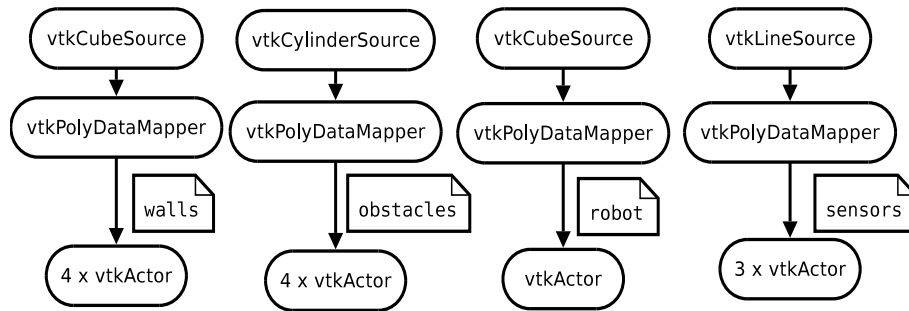 vtkCubeSource
vtkCylinderSource
vtkCubeSource
vtkLineSource
vtkPolyDataMapper
vtkPolyDataMapper
vtkPolyDataMapper
vtkPolyDataMapper
walls
obstacles
robot
sensors
4 x vtkActor
4 x vtkActor
vtkActor
3 x vtkActor